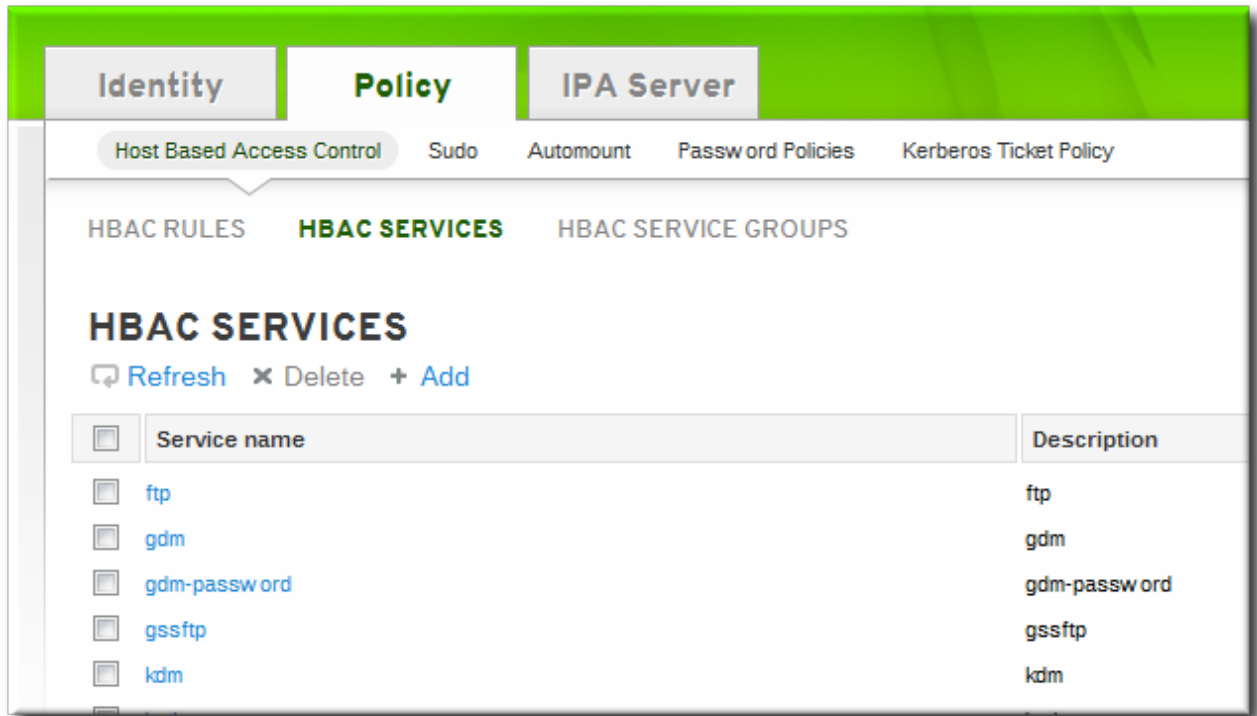 Identity Policy IPA Server
Host Based Access Control Sudo Automount Password Policies Kerberos Ticket Policy
HBAC RULES HBAC SERVICES HBAC SERVICE GROUPS
HBAC SERVICES
Refresh Delete + Add
Service name Description
ftp ftp
gdm gdm
gdm-password gdm-password
gssftp gssftp
kdm kdm